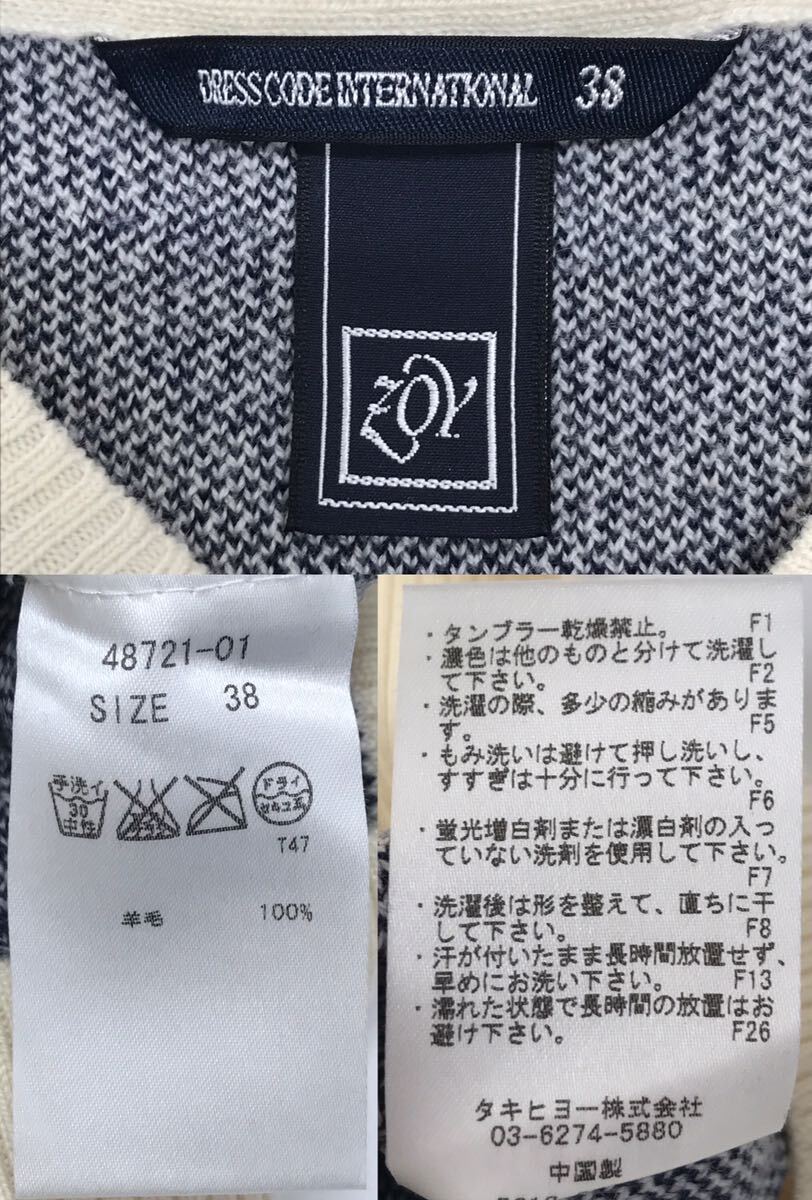 DRESS CODE INTERNATIONAL 38
ZOY
48721-01
SIZE 38
手洗イ
30
中性
ドライ
セキユ系
T47
羊毛 100%
・タンブラー乾燥禁止。 F1
・濃色は他のものと分けて洗濯し
て下さい。 F2
・洗濯の際、多少の縮みがありま
す。 F5
・もみ洗いは避けて押し洗いし、
すすぎは十分に行って下さい。
F6
・蛍光増白剤または漂白剤の入っ
ていない洗剤を使用して下さい。
F7
・洗濯後は形を整えて、直ちに干
して下さい。 F8
・汗が付いたまま長時間放置せず、
早めにお洗い下さい。 F13
・濡れた状態で長時間の放置はお
避け下さい。 F26
タキヒヨー株式会社
03-6274-5880
中国製